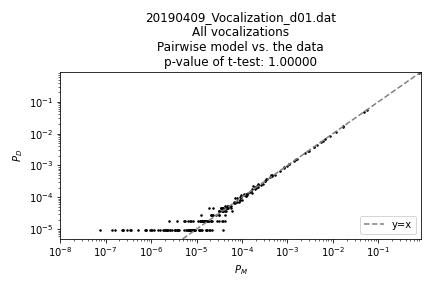 20190409_Vocalization_d01.dat
All vocalizations
Pairwise model vs. the data
p-value of t-test: 1.00000
10⁻¹
10⁻²
10⁻³
10⁻⁴
10⁻⁵
P_D
y=x
10⁻⁸ 10⁻⁷ 10⁻⁶ 10⁻⁵ 10⁻⁴ 10⁻³ 10⁻² 10⁻¹
P_M